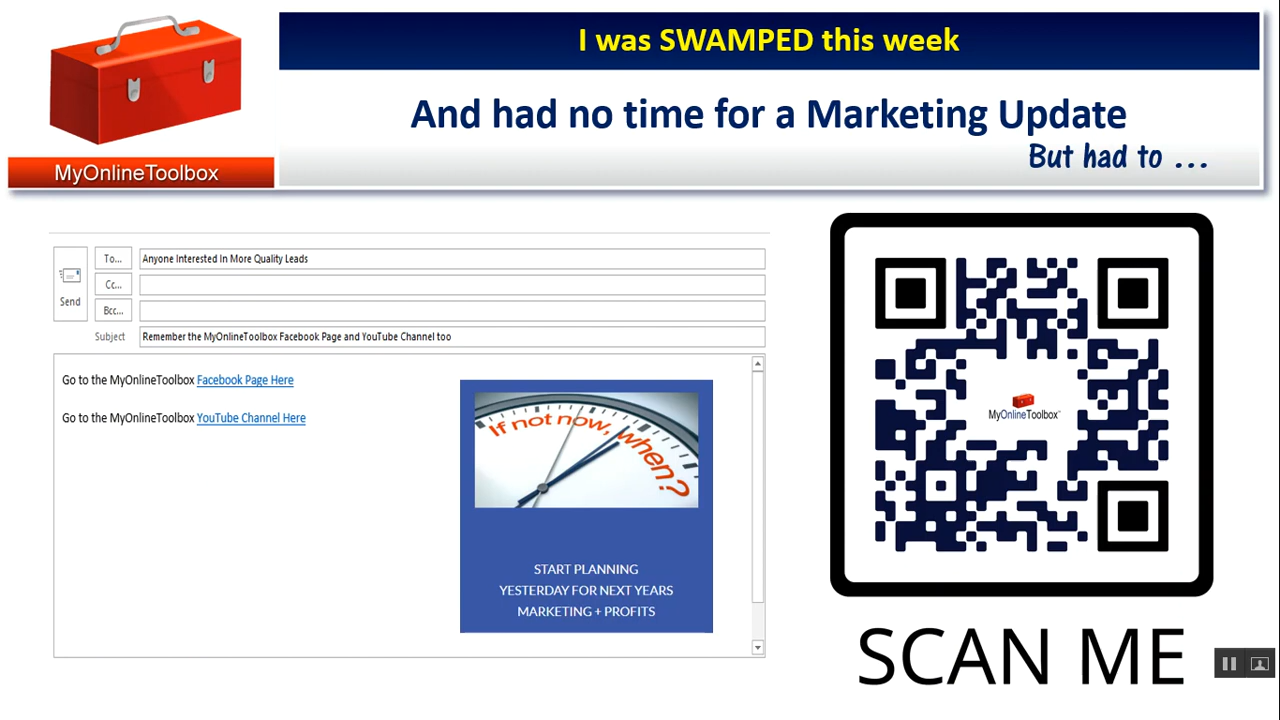 I was SWAMPED this week
And had no time for a Marketing Update
But had to ...
MyOnlineToolbox
To...
Anyone Interested In More Quality Leads
Cc...
Send
Bcc...
Subject
Remember the MyOnlineToolbox Facebook Page and YouTube Channel too
Go to the MyOnlineToolbox Facebook Page Here
Go to the MyOnlineToolbox YouTube Channel Here
If not now, when?
START PLANNING
YESTERDAY FOR NEXT YEARS
MARKETING + PROFITS
MyOnlineToolbox
SCAN ME